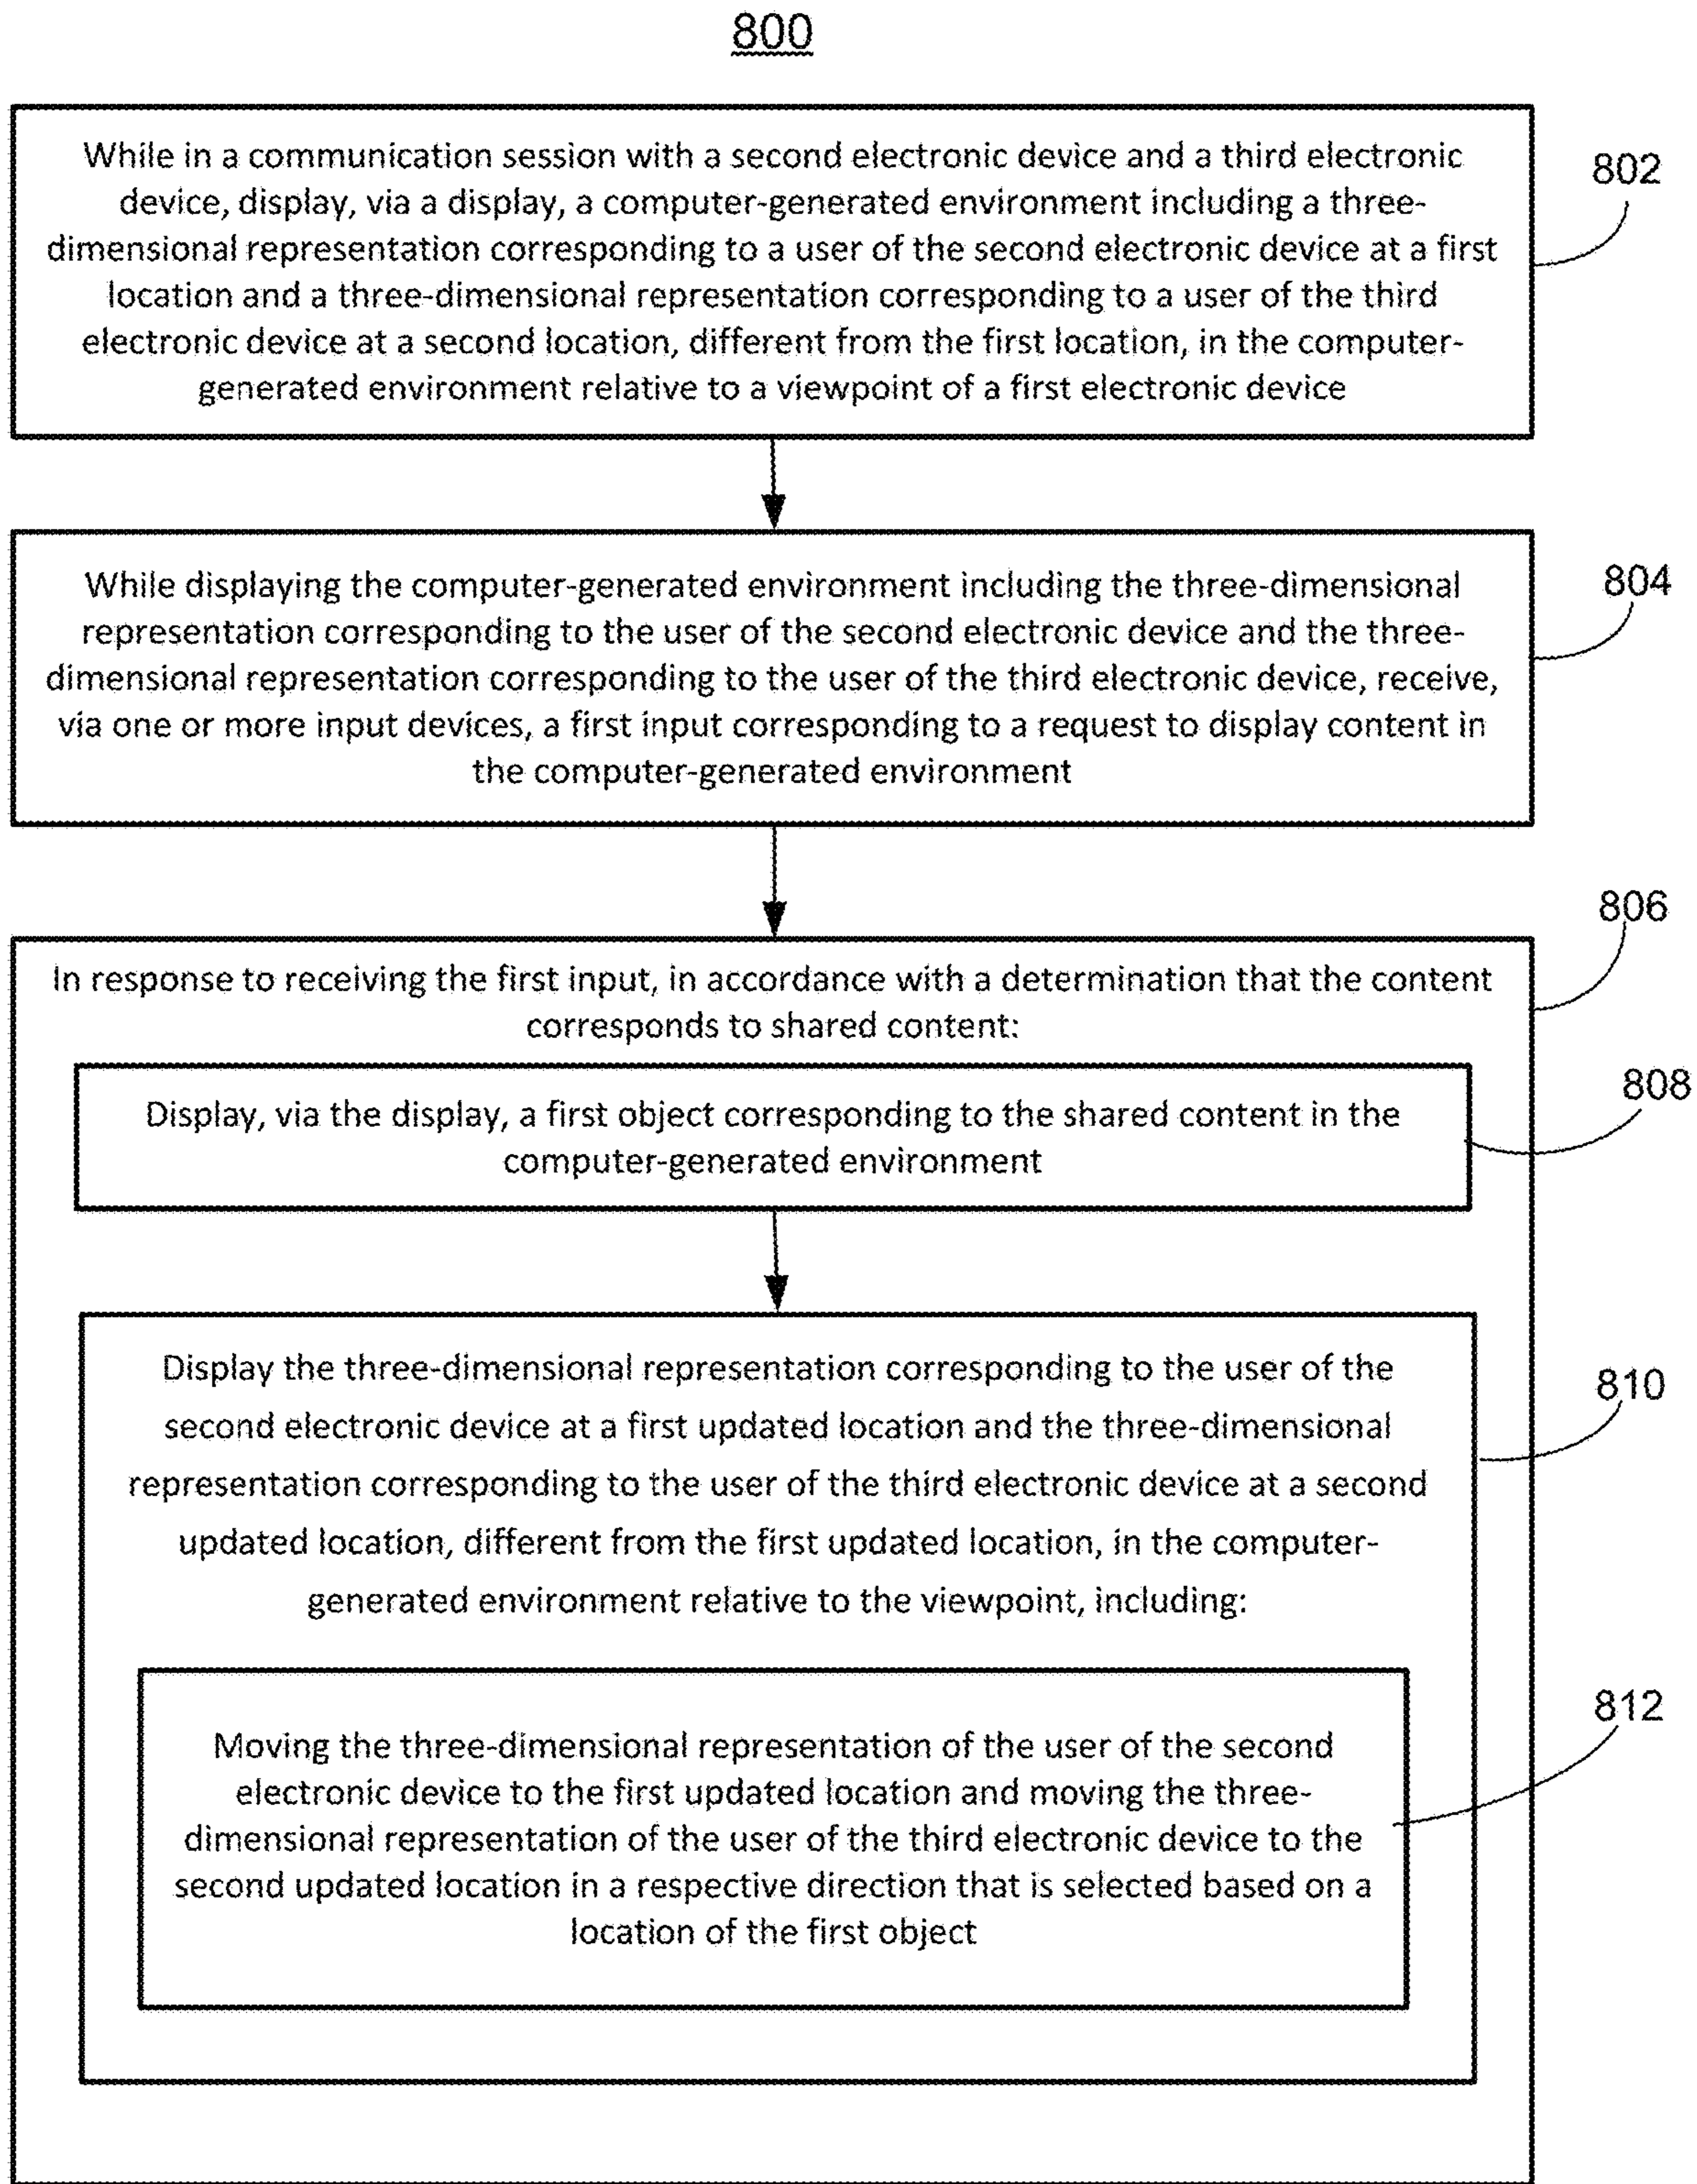 800
While in a communication session with a second electronic device and a third electronic
device, display, via a display, a computer-generated environment including a three-
dimensional representation corresponding to a user of the second electronic device at a first
location and a three-dimensional representation corresponding to a user of the third
electronic device at a second location, different from the first location, in the computer-
generated environment relative to a viewpoint of a first electronic device
802
While displaying the computer-generated environment including the three-dimensional
representation corresponding to the user of the second electronic device and the three-
dimensional representation corresponding to the user of the third electronic device, receive,
via one or more input devices, a first input corresponding to a request to display content in
the computer-generated environment
804
806
In response to receiving the first input, in accordance with a determination that the content
corresponds to shared content:
Display, via the display, a first object corresponding to the shared content in the
computer-generated environment
808
Display the three-dimensional representation corresponding to the user of the
second electronic device at a first updated location and the three-dimensional
representation corresponding to the user of the third electronic device at a second
updated location, different from the first updated location, in the computer-
generated environment relative to the viewpoint, including:
810
Moving the three-dimensional representation of the user of the second
electronic device to the first updated location and moving the three-
dimensional representation of the user of the third electronic device to the
second updated location in a respective direction that is selected based on a
location of the first object
812